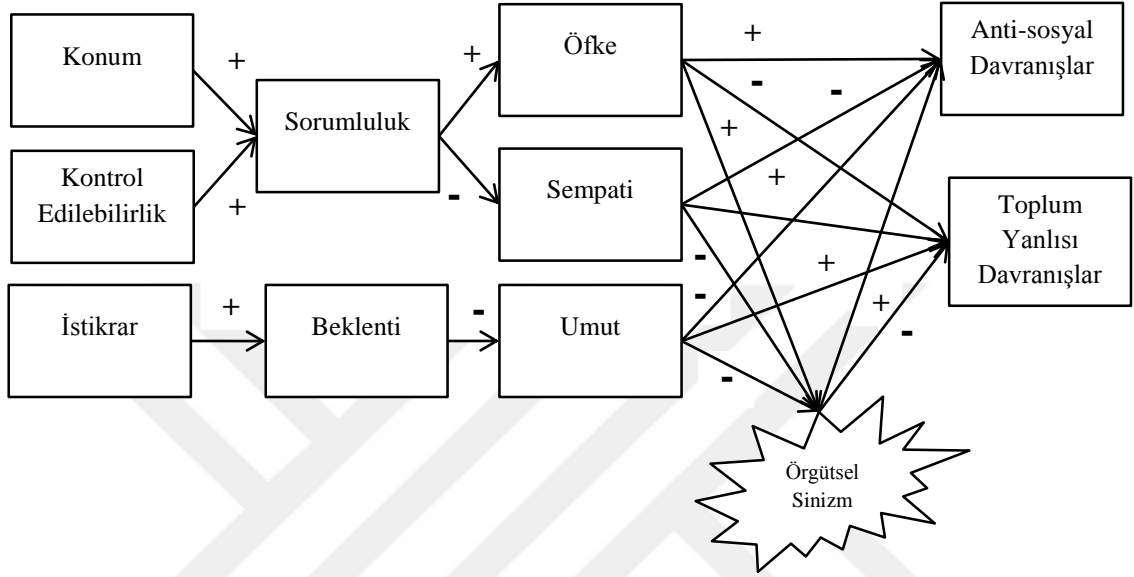 Konum
Kontrol
Edilebilirlik
İstikrar
+
+
+
Sorumluluk
Beklenti
+
-
-
Öfke
Sempati
Umut
+
-
-
+
+
-
+
-
+
-
-
Anti-sosyal
Davranışlar
Toplum
Yanlısı
Davranışlar
Örgütsel
Sinizm